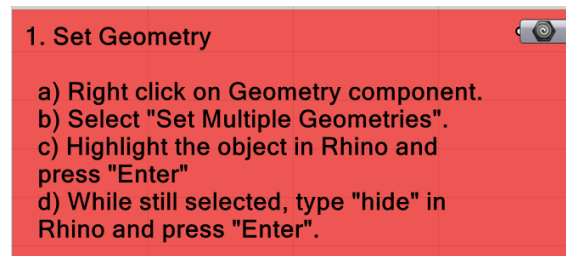 1. Set Geometry
a) Right click on Geometry component.
b) Select "Set Multiple Geometries".
c) Highlight the object in Rhino and
press "Enter"
d) While still selected, type "hide" in
Rhino and press "Enter".